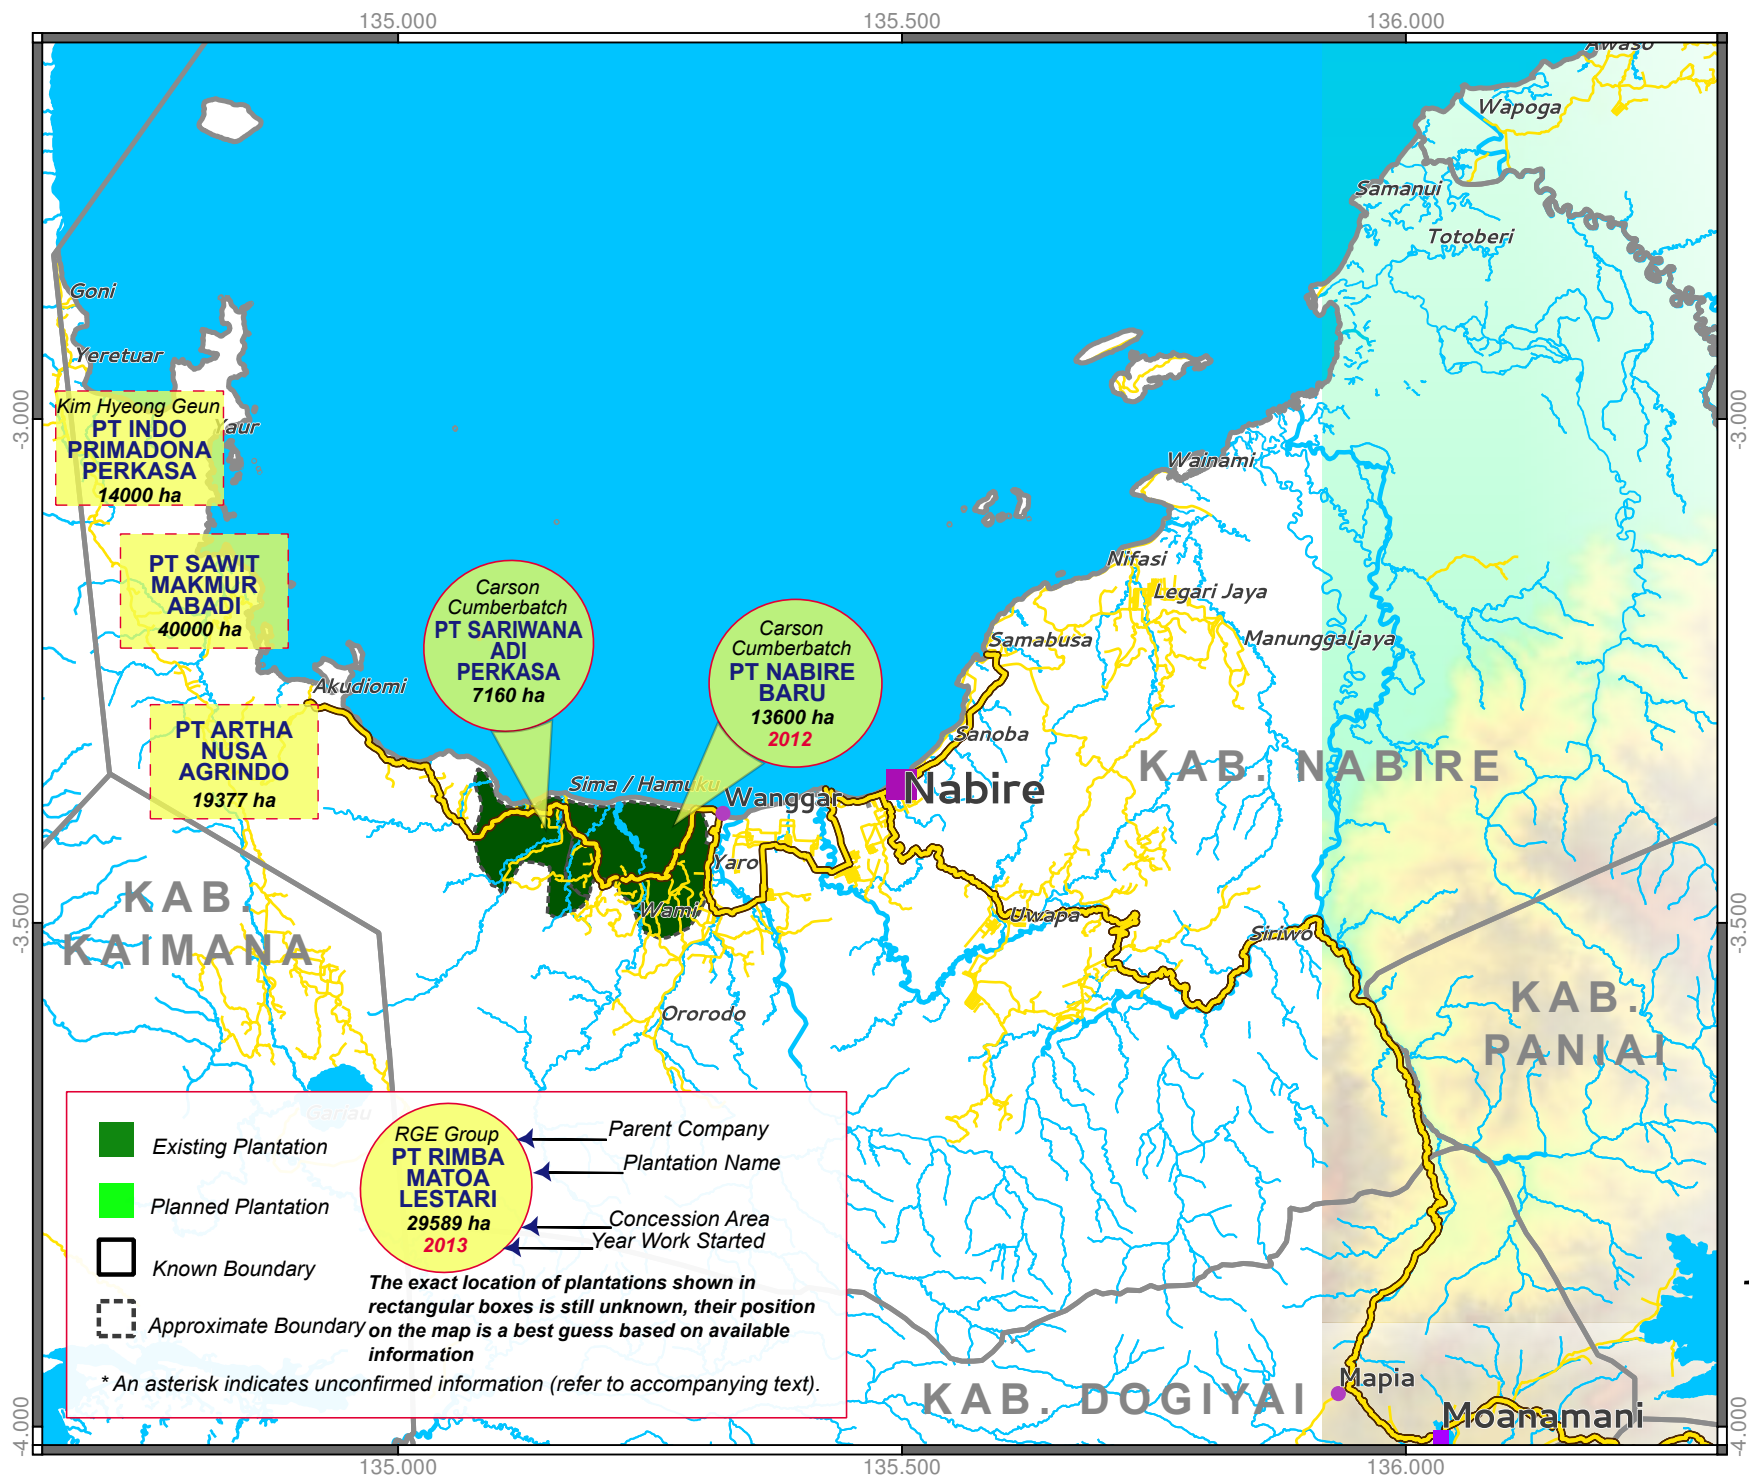 135.000
135.500
136.000
Awaso
Wapoga
Samanui
Totoberi
Goni
Yeretuar
-3.000
-3.000
Kim Hyeong Geun
PT INDO
PRIMADONA
PERKASA
14000 ha
Yaur
Wainami
PT SAWIT
MAKMUR
ABADI
40000 ha
Carson
Cumberbatch
PT SARIWANA
ADI
PERKASA
7160 ha
Carson
Cumberbatch
PT NABIRE
BARU
13600 ha
2012
Nifasi
Legari Jaya
Samabusa
Manunggaljaya
Akudiomi
PT ARTHA
NUSA
AGRINDO
19377 ha
Sanoba
KAB. NABIRE
Sima / Hamuku
Wanggar
Nabire
Yaro
KAB.
KAIMANA
Wami
Uwapa
Siriwo
-3.500
-3.500
Ororodo
KAB.
PANIAI
Gariau
Existing Plantation
Planned Plantation
Known Boundary
Approximate Boundary
RGE Group
PT RIMBA
MATOA
LESTARI
29589 ha
2013
Parent Company
Plantation Name
Concession Area
Year Work Started
The exact location of plantations shown in
rectangular boxes is still unknown, their position
on the map is a best guess based on available
information
* An asterisk indicates unconfirmed information (refer to accompanying text).
KAB. DOGIYAI
Mapia
Moanamani
-4.000
-4.000
135.000
135.500
136.000